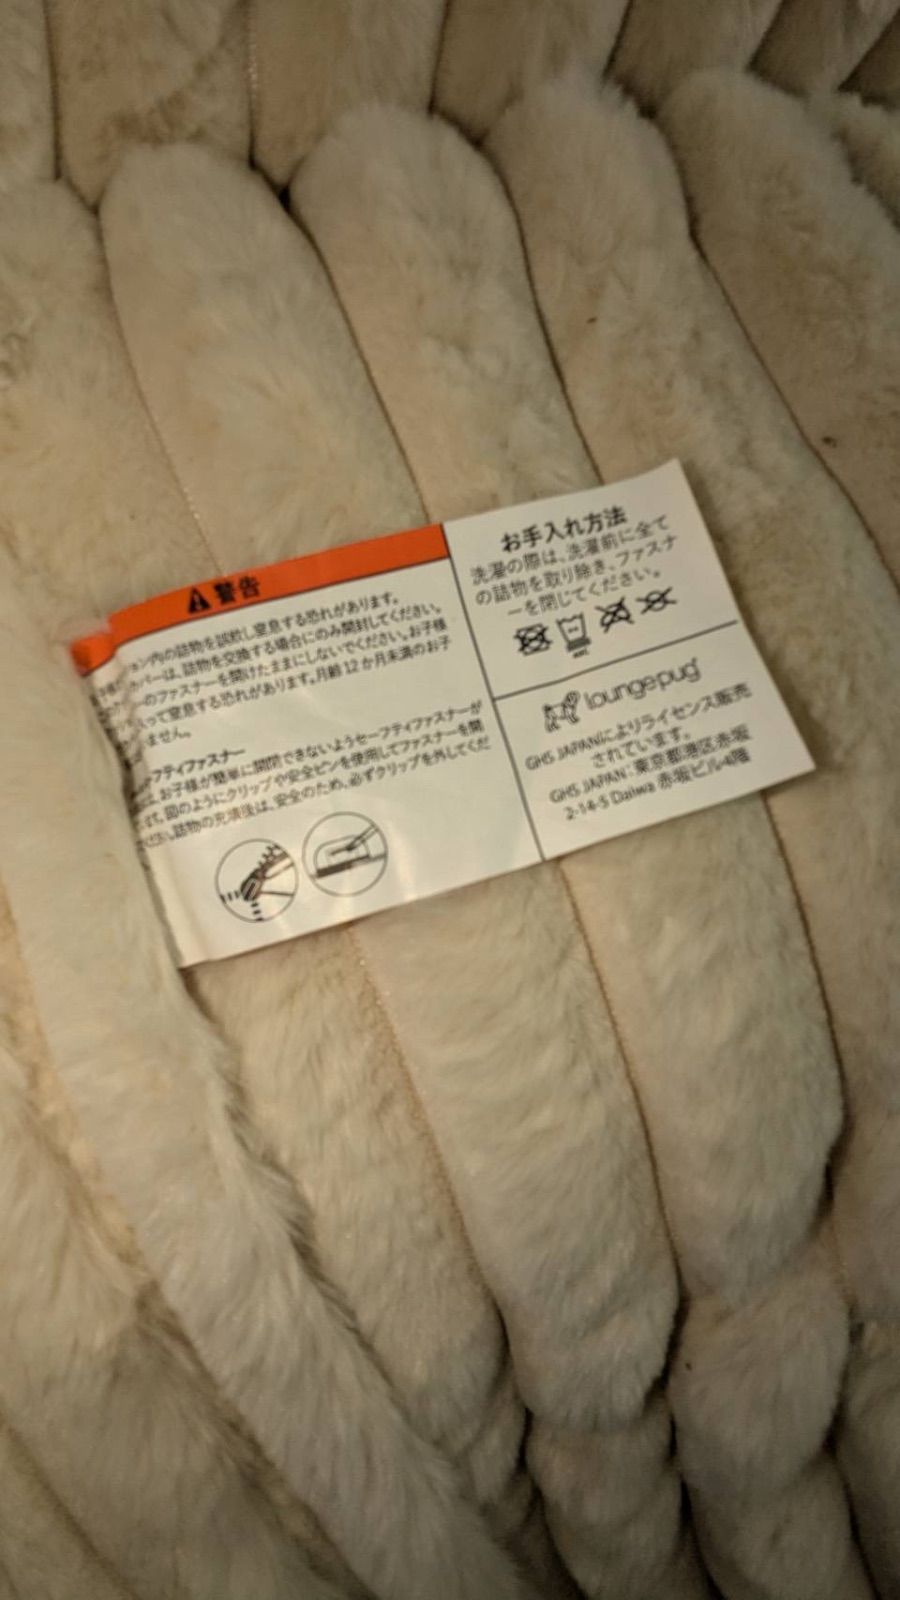 警告
ョン内の詰物を誤飲し窒息する恐れがあります。
カバーは、詰物を交換する場合にのみ開封してください。
ーのファスナーを開けたままにしないでください。お子様
入って窒息する恐れがあります。月齢12か月未満のお子
いません。
ーフティファスナー
お子様が簡単に開閉できないようセーフティファスナーが
ます。図のようにクリップや安全ピンを使用してファスナーを開
ださい。詰物の充填後は、安全のため、必ずクリップを外してくだ
お手入れ方法
洗濯の際は、洗濯前に全て
の詰物を取り除き、ファスナ
ーを閉じてください。
loungepug
GHS JAPANによりライセンス販売
されています。
GHS JAPAN：東京都港区赤坂
2-14-5 Daiwa 赤坂ビル4階